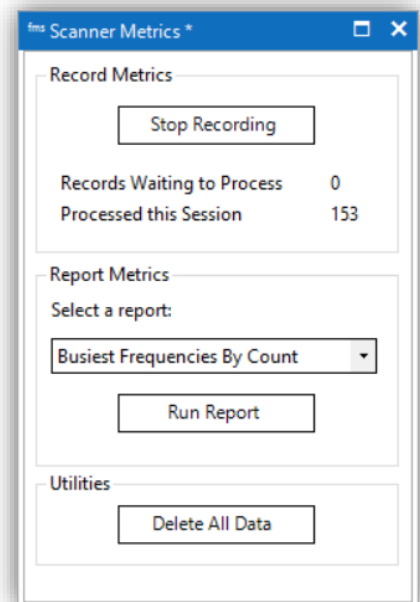 fms Scanner Metrics *
Record Metrics
Stop Recording
Records Waiting to Process 0
Processed this Session 153
Report Metrics
Select a report:
Busiest Frequencies By Count
Run Report
Utilities
Delete All Data